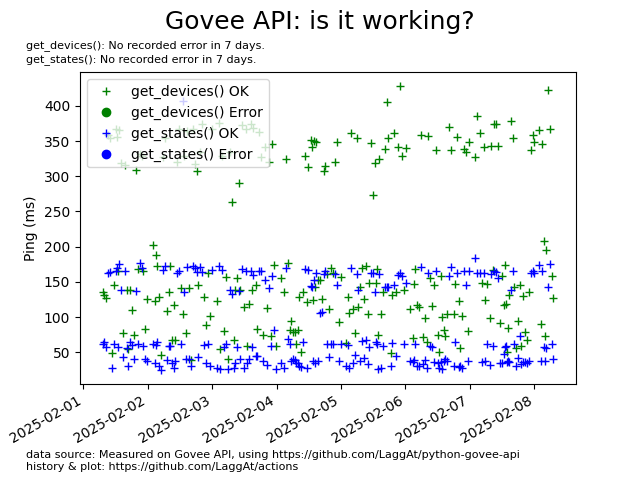 Govee API: is it working?
get_devices(): No recorded error in 7 days.
get_states(): No recorded error in 7 days.
get_devices() OK
get_devices() Error
get_states() OK
get_states() Error
Ping (ms)
400
350
300
250
200
150
100
50
2025-02-01
2025-02-02
2025-02-03
2025-02-04
2025-02-05
2025-02-06
2025-02-07
2025-02-08
data source: Measured on Govee API, using https://github.com/LaggAt/python-govee-api
history & plot: https://github.com/LaggAt/actions